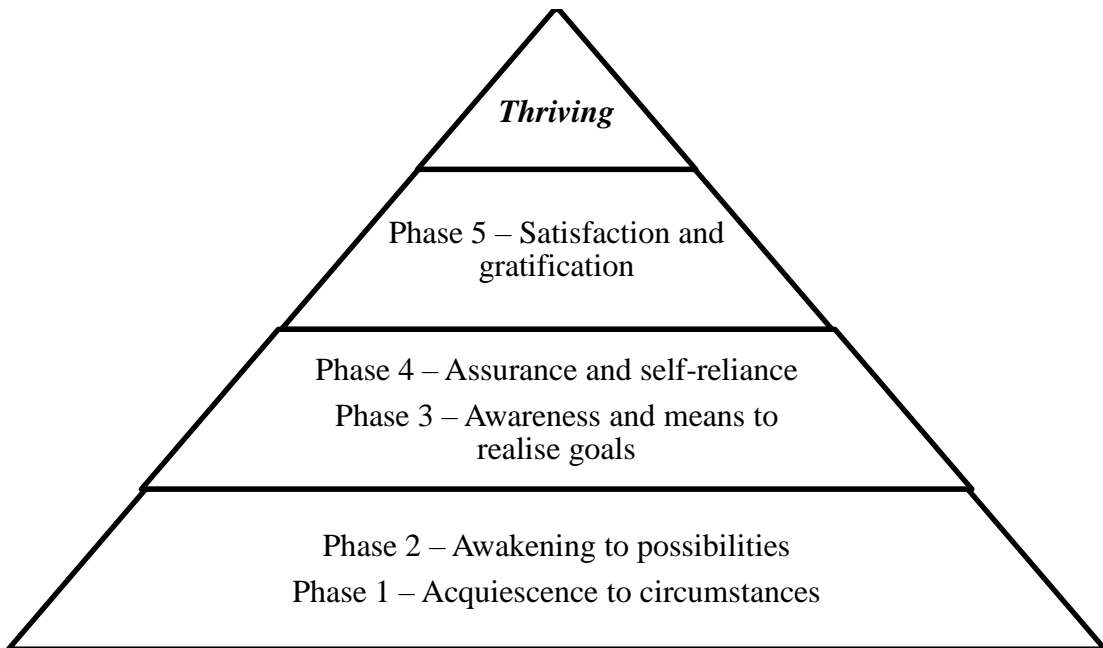 Thriving
Phase 5 – Satisfaction and
gratification
Phase 4 – Assurance and self-reliance
Phase 3 – Awareness and means to
realise goals
Phase 2 – Awakening to possibilities
Phase 1 – Acquiescence to circumstances